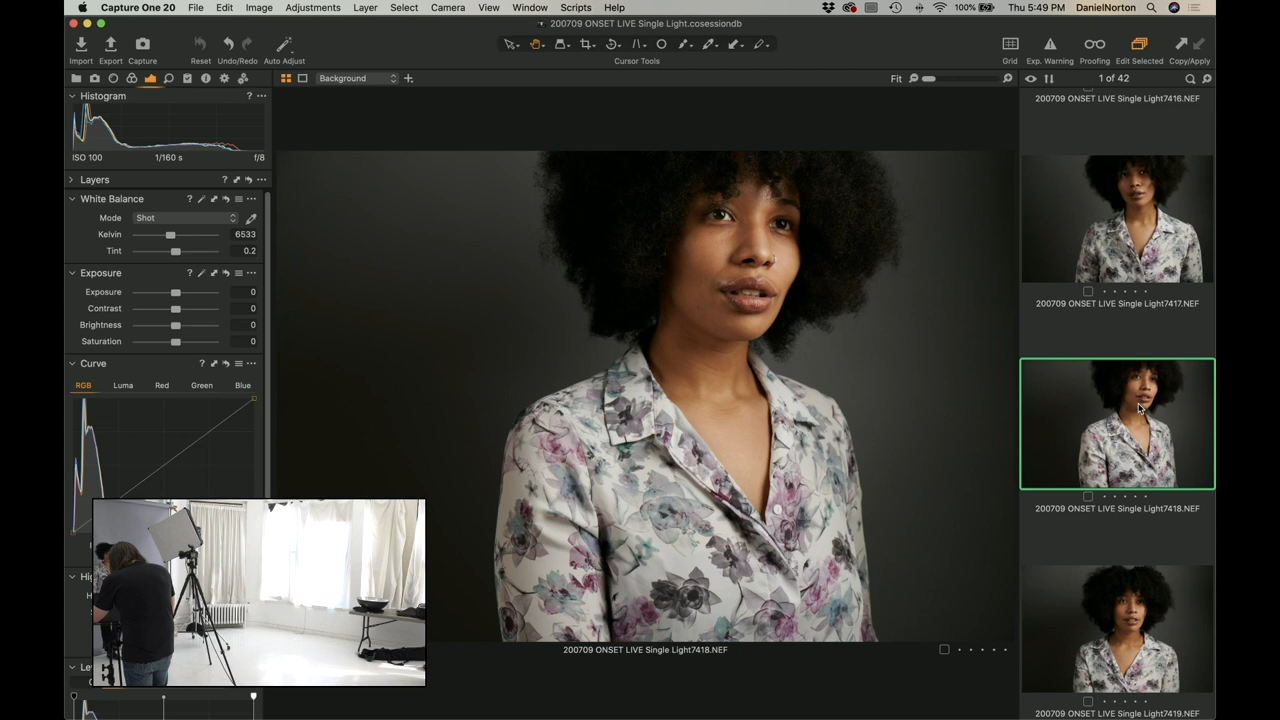 Capture One 20 File Edit Image Adjustments Layer Select Camera View Window Scripts Help 100% Thu 5:49 PM DanielNorton
200709 ONSET LIVE Single Light.cosessiondb
Import Export Capture Reset Undo/Redo Auto Adjust Cursor Tools Grid Exp. Warning Proofing Edit Selected Copy/Apply
Background Fit 1 of 42
Histogram ? ...
ISO 100 1/160 s f/8
Layers ? ...
White Balance ? ...
Mode Shot
Kelvin 6533
Tint 0.2
Exposure ? ...
Exposure 0
Contrast 0
Brightness 0
Saturation 0
Curve ? ...
RGB Luma Red Green Blue
Hig
H
Le
200709 ONSET LIVE Single Light7418.NEF
200709 ONSET LIVE Single Light7416.NEF
200709 ONSET LIVE Single Light7417.NEF
200709 ONSET LIVE Single Light7418.NEF
200709 ONSET LIVE Single Light7419.NEF